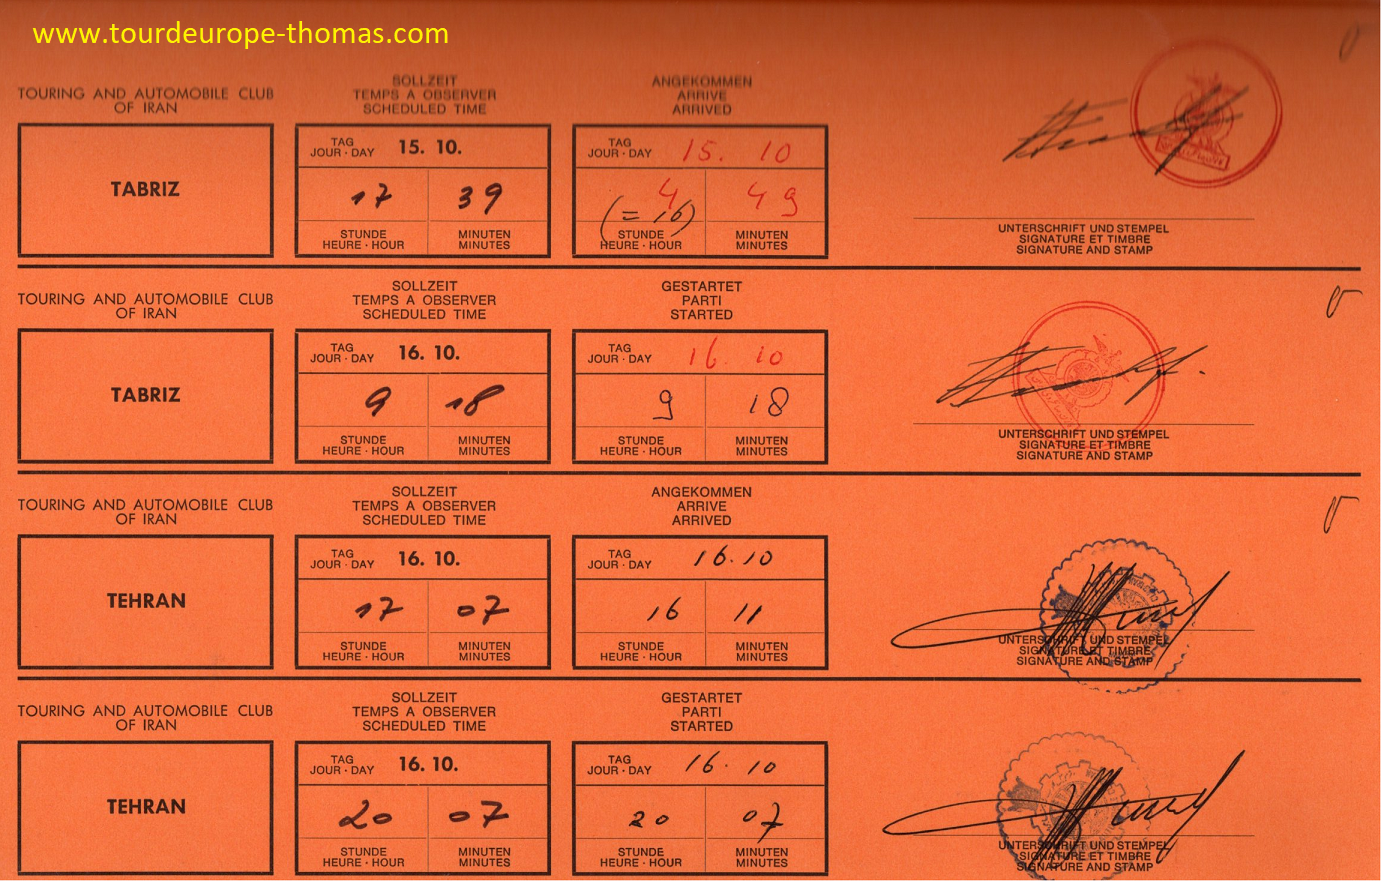 www.tourdeurope-thomas.com
TOURING AND AUTOMOBILE CLUB
OF IRAN
SOLLZEIT
TEMPS A OBSERVER
SCHEDULED TIME
ANGEKOMMEN
ARRIVE
ARRIVED
TABRIZ
TAG
JOUR · DAY 15. 10.
17 39
STUNDE
HEURE · HOUR
MINUTEN
MINUTES
TAG
JOUR · DAY 15. 10
4 49
(= 16)
STUNDE
HEURE · HOUR
MINUTEN
MINUTES
UNTERSCHRIFT UND STEMPEL
SIGNATURE ET TIMBRE
SIGNATURE AND STAMP
TOURING AND AUTOMOBILE CLUB
OF IRAN
SOLLZEIT
TEMPS A OBSERVER
SCHEDULED TIME
GESTARTET
PARTI
STARTED
TABRIZ
TAG
JOUR · DAY 16. 10.
9 18
STUNDE
HEURE · HOUR
MINUTEN
MINUTES
TAG
JOUR · DAY 16. 10
9 18
STUNDE
HEURE · HOUR
MINUTEN
MINUTES
UNTERSCHRIFT UND STEMPEL
SIGNATURE ET TIMBRE
SIGNATURE AND STAMP
TOURING AND AUTOMOBILE CLUB
OF IRAN
SOLLZEIT
TEMPS A OBSERVER
SCHEDULED TIME
ANGEKOMMEN
ARRIVE
ARRIVED
TEHRAN
TAG
JOUR · DAY 16. 10.
17 07
STUNDE
HEURE · HOUR
MINUTEN
MINUTES
TAG
JOUR · DAY 16. 10
16 11
STUNDE
HEURE · HOUR
MINUTEN
MINUTES
UNTERSCHRIFT UND STEMPEL
SIGNATURE ET TIMBRE
SIGNATURE AND STAMP
TOURING AND AUTOMOBILE CLUB
OF IRAN
SOLLZEIT
TEMPS A OBSERVER
SCHEDULED TIME
GESTARTET
PARTI
STARTED
TEHRAN
TAG
JOUR · DAY 16. 10.
20 07
STUNDE
HEURE · HOUR
MINUTEN
MINUTES
TAG
JOUR · DAY 16. 10
20 07
STUNDE
HEURE · HOUR
MINUTEN
MINUTES
UNTERSCHRIFT UND STEMPEL
SIGNATURE ET TIMBRE
SIGNATURE AND STAMP